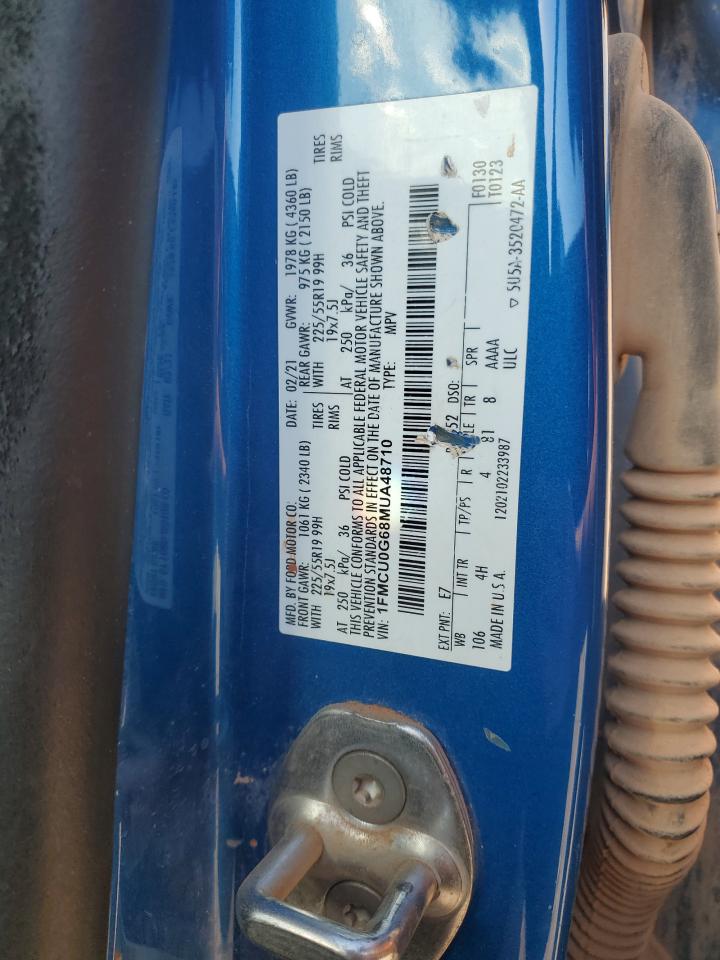 MFD. BY FORD MOTOR CO. DATE: 02/21 GVWR: 1978 KG ( 4360 LB)
FRONT GAWR: 1061 KG ( 2340 LB) REAR GAWR: 975 KG ( 2150 LB)
WITH 225/55R19 99H TIRES WITH 225/55R19 99H TIRES
19x7.5J RIMS 19x7.5J RIMS
AT 250 kPa/ 36 PSI COLD AT 250 kPa/ 36 PSI COLD
THIS VEHICLE CONFORMS TO ALL APPLICABLE FEDERAL MOTOR VEHICLE SAFETY AND THEFT
PREVENTION STANDARDS IN EFFECT ON THE DATE OF MANUFACTURE SHOWN ABOVE.
VIN: 1FMCU0G68MUA48710 TYPE: MPV
EXT PNT: E7 52 DSO:
WB INT TR TP/PS R LE TR SPR F0130
106 4H 4 81 8 AAAA T0123
MADE IN U.S.A. 1202102233987 ULC
▽ SU5A-3520472-AA